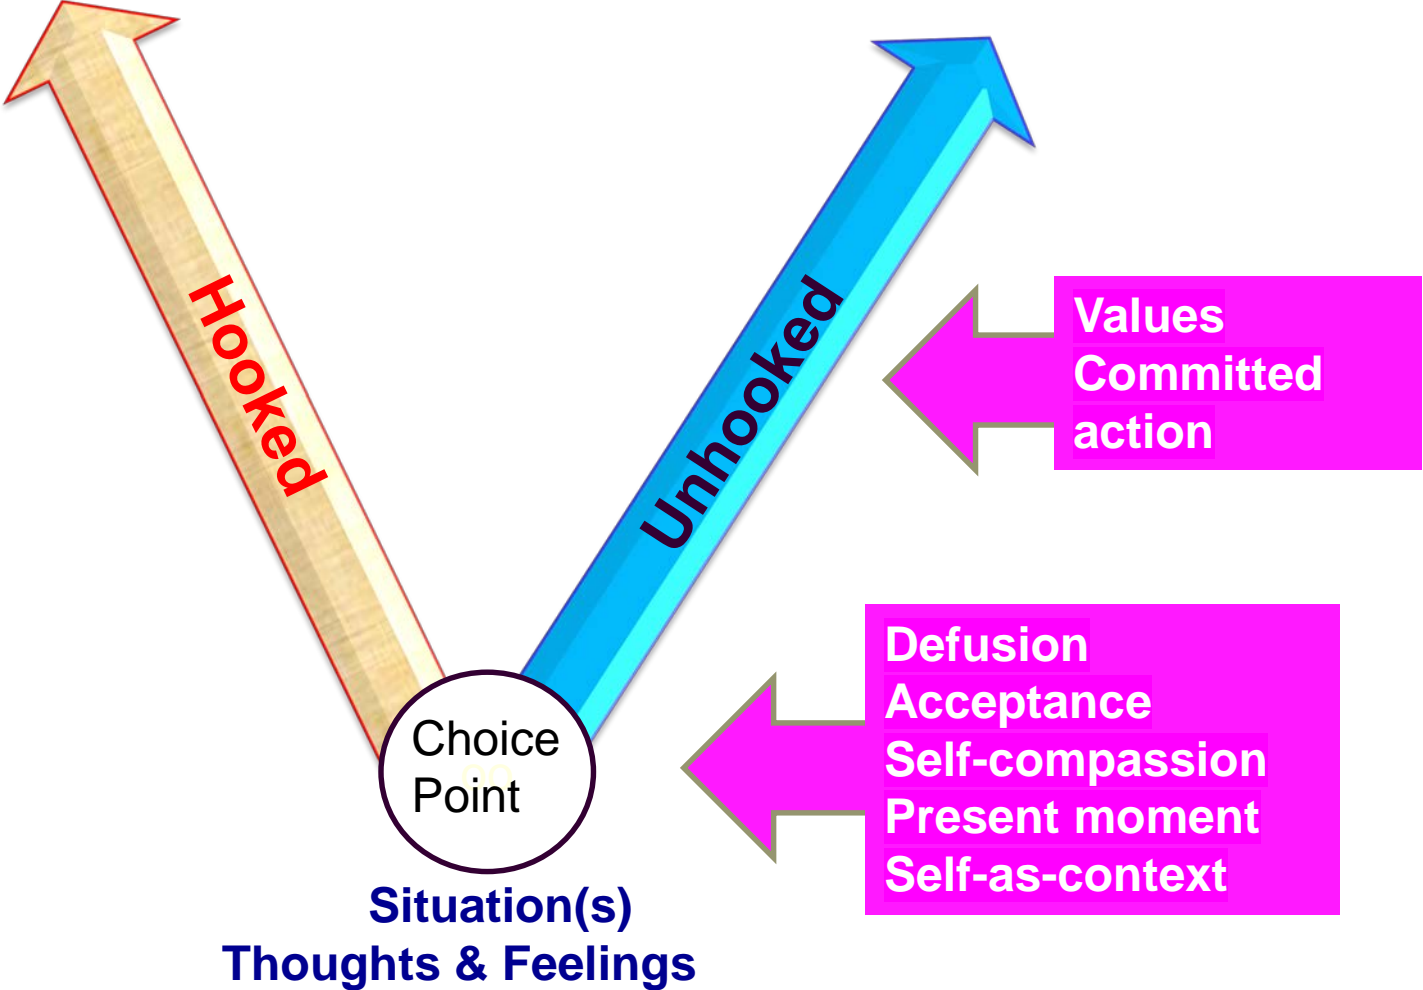 Hooked
Unhooked
Values
Committed
action
Defusion
Acceptance
Self-compassion
Present moment
Self-as-context
Choice
Point
Situation(s)
Thoughts & Feelings